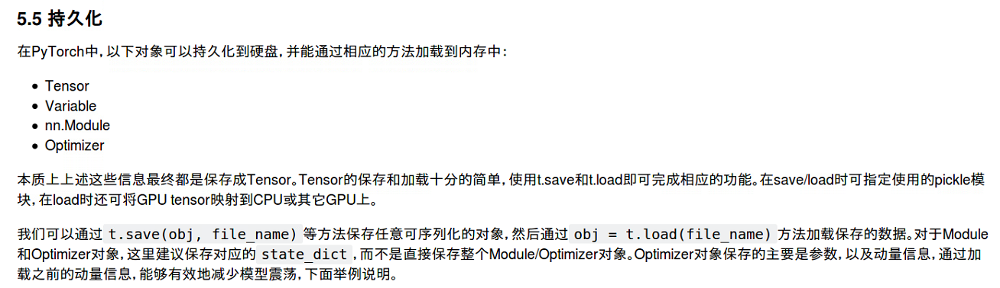 5.5 持久化
在PyTorch中，以下对象可以持久化到硬盘，并能通过相应的方法加载到内存中：
• Tensor
• Variable
• nn.Module
• Optimizer
本质上上述这些信息最终都是保存成Tensor。Tensor的保存和加载十分的简单，使用t.save和t.load即可完成相应的功能。在save/load时可指定使用的pickle模
块，在load时还可将GPU tensor映射到CPU或其它GPU上。
我们可以通过 t.save(obj, file_name) 等方法保存任意可序列化的对象，然后通过 obj = t.load(file_name) 方法加载保存的数据。对于Module
和Optimizer对象，这里建议保存对应的 state_dict ，而不是直接保存整个Module/Optimizer对象。Optimizer对象保存的主要是参数，以及动量信息，通过加
载之前的动量信息，能够有效地减少模型震荡，下面举例说明。